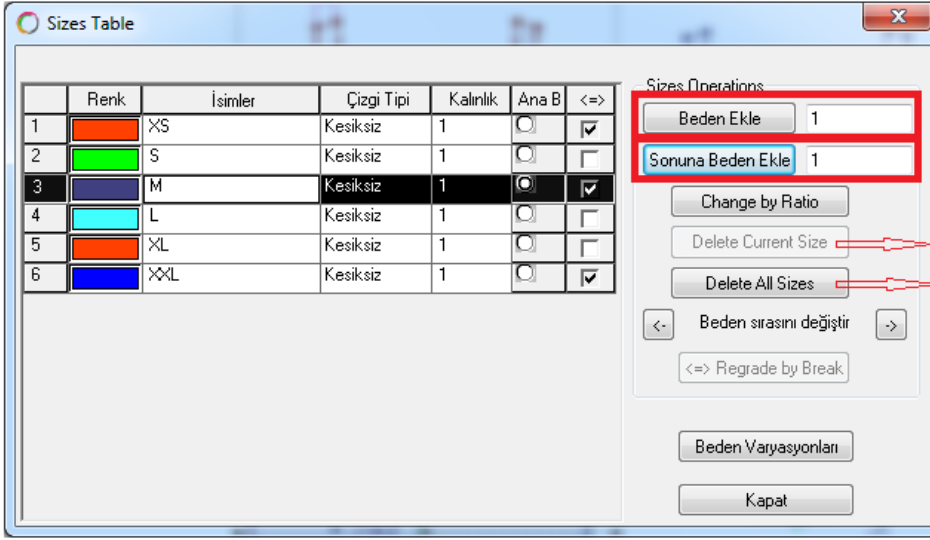 Sizes Table
Renk İsimler Çizgi Tipi Kalınlık Ana B <=>
1 XS Kesiksiz 1
2 S Kesiksiz 1
3 M Kesiksiz 1
4 L Kesiksiz 1
5 XL Kesiksiz 1
6 XXL Kesiksiz 1
Sizes Operations
Beden Ekle 1
Sonuna Beden Ekle 1
Change by Ratio
Delete Current Size
Delete All Sizes
<- Beden sırasını değiştir ->
<=> Regrade by Break
Beden Varyasyonları
Kapat